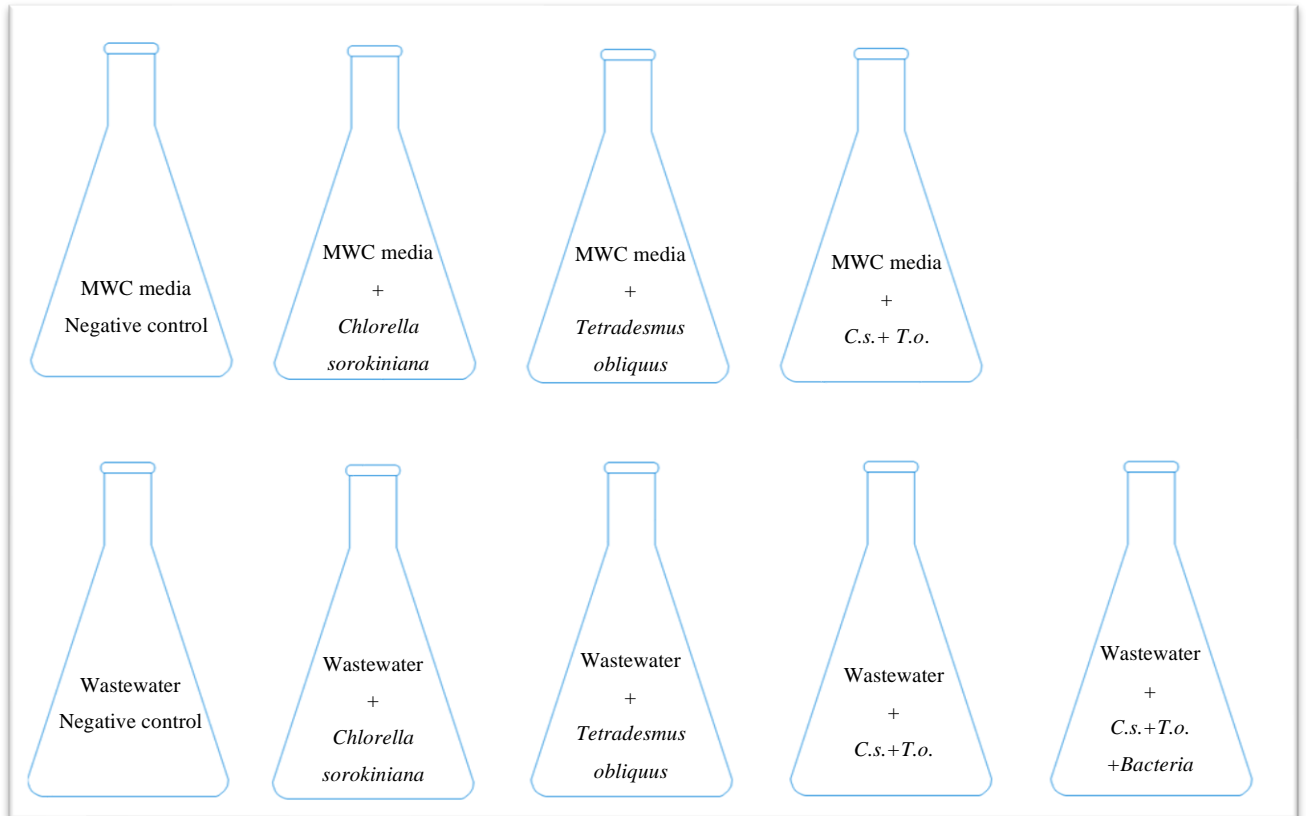 MWC media
Negative control
MWC media
+
Chlorella
sorokiniana
MWC media
+
Tetradesmus
obliquus
MWC media
+
C.s.+ T.o.
Wastewater
Negative control
Wastewater
+
Chlorella
sorokiniana
Wastewater
+
Tetradesmus
obliquus
Wastewater
+
C.s.+T.o.
Wastewater
+
C.s.+T.o.
+Bacteria